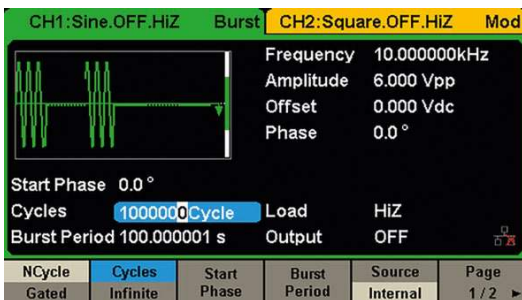 CH1:Sine.OFF.HiZ Burst CH2:Square.OFF.HiZ Mod
Frequency 10.000000kHz
Amplitude 6.000 Vpp
Offset 0.000 Vdc
Phase 0.0 °
Start Phase 0.0 °
Cycles 1000000Cycle Load HiZ
Burst Period 100.000001 s Output OFF
NCycle Cycles Start Burst Source Page
Gated Infinite Phase Period Internal 1/2